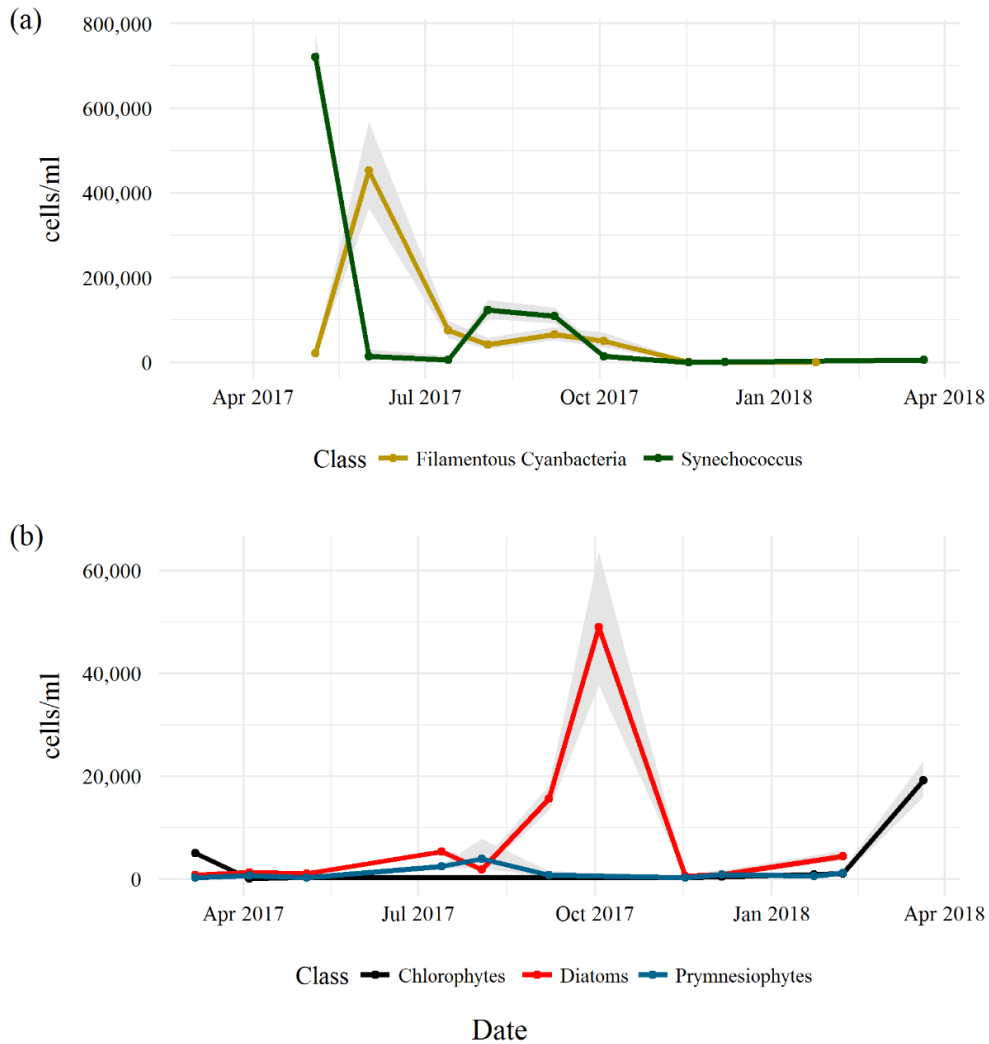 (a)
800,000
600,000
400,000
200,000
0
cells/ml
Apr 2017 Jul 2017 Oct 2017 Jan 2018 Apr 2018
Class Filamentous Cyanbacteria Synechococcus
(b)
60,000
40,000
20,000
0
cells/ml
Apr 2017 Jul 2017 Oct 2017 Jan 2018 Apr 2018
Class Chlorophytes Diatoms Prymnesiophytes
Date